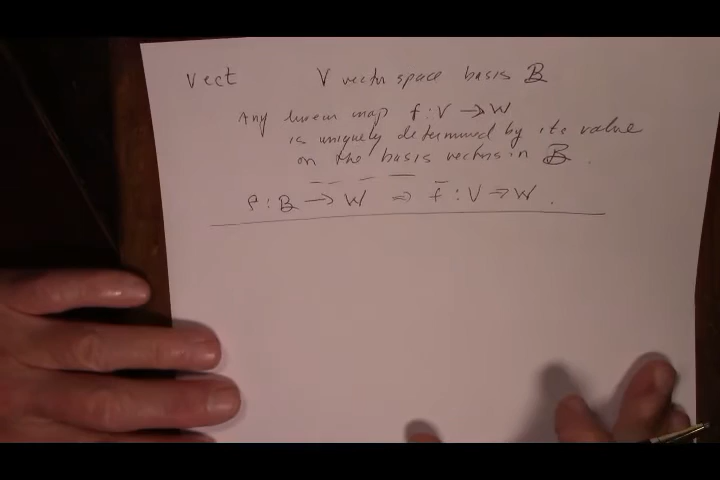 Vect V vector space basis B
Any linear map f : V → W
is uniquely determined by its value
on the basis vectors in B.
ρ : B → W ⇒ f : V → W .